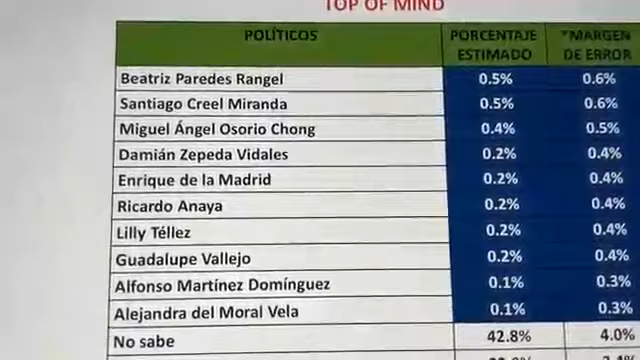 TOP OF MIND
POLÍTICOS PORCENTAJE ESTIMADO *MARGEN DE ERROR
Beatriz Paredes Rangel 0.5% 0.6%
Santiago Creel Miranda 0.5% 0.6%
Miguel Ángel Osorio Chong 0.4% 0.5%
Damián Zepeda Vidales 0.2% 0.4%
Enrique de la Madrid 0.2% 0.4%
Ricardo Anaya 0.2% 0.4%
Lilly Téllez 0.2% 0.4%
Guadalupe Vallejo 0.2% 0.4%
Alfonso Martínez Domínguez 0.1% 0.3%
Alejandra del Moral Vela 0.1% 0.3%
No sabe 42.8% 4.0%